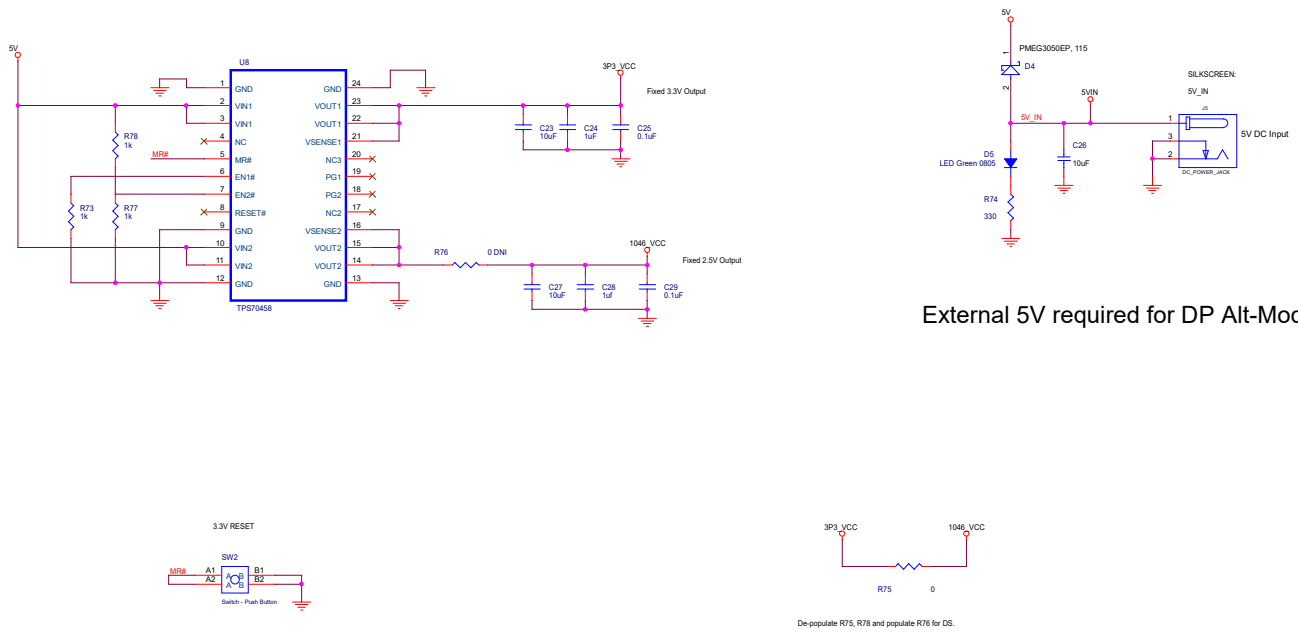 5V
U8
1 GND
2 VIN1
3 VIN1
4 NC
5 MR#
6 EN1#
7 EN2#
8 RESET#
9 GND
10 VIN2
11 VIN2
12 GND
GND 24
VOUT1 23
VOUT1 22
VSENSE1 21
NC3 20
PG1 19
PG2 18
NC2 17
VSENSE2 16
VOUT2 15
VOUT2 14
GND 13
TPS70458
R78
1k
MR#
R73
1k
R77
1k
3P3_VCC
Fixed 3.3V Output
C23
10uF
C24
1uF
C25
0.1uF
R76
0 DNI
1046_VCC
Fixed 2.5V Output
C27
10uF
C28
1uf
C29
0.1uF
5V
PMEG3050EP, 115
1
D4
2
SILKSCREEN:
5V_IN
5VIN
5V_IN
J5
1
3
2
5V DC Input
DC_POWER_JACK
D5
LED Green 0805
C26
10uF
R74
330
External 5V required for DP Alt-Moc
3.3V RESET
SW2
MR#
A1
A2
A B
A B
B1
B2
Switch - Push Button
3P3_VCC
1046_VCC
R75
0
De-populate R75, R78 and populate R76 for DS.